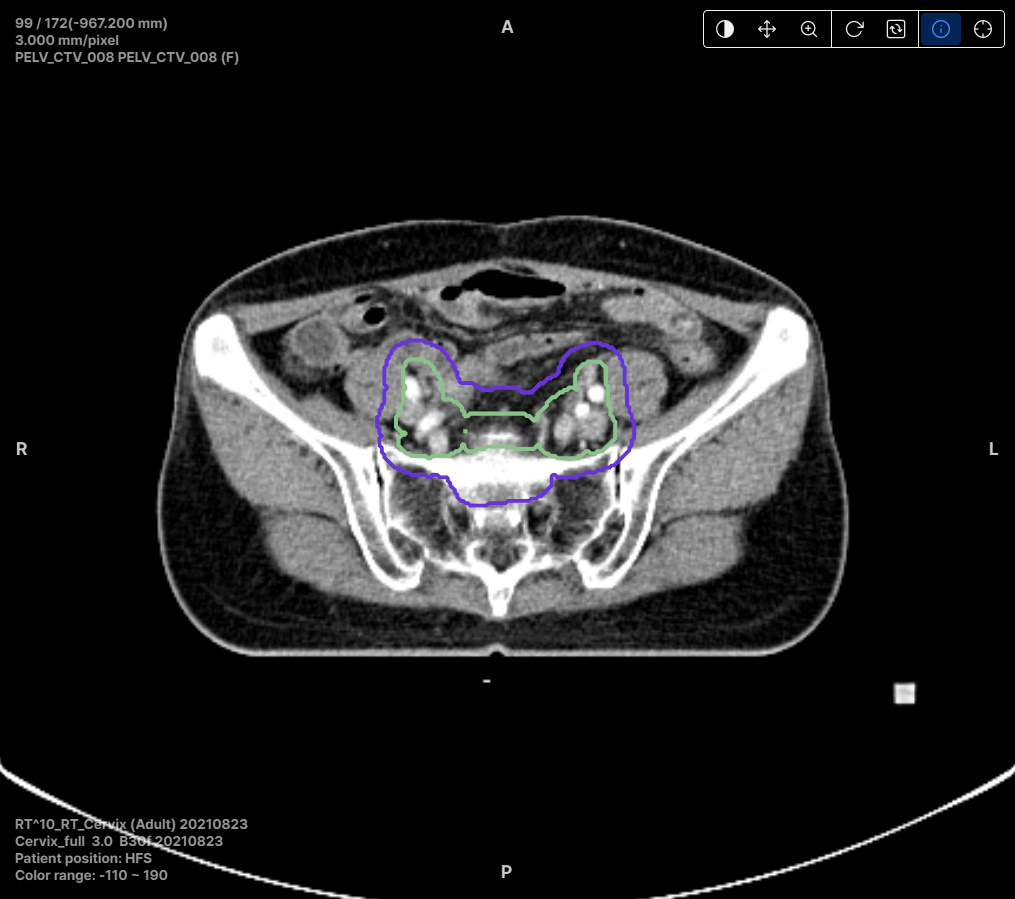 99 / 172(-967.200 mm)
3.000 mm/pixel
PELV_CTV_008 PELV_CTV_008 (F)
A
R
L
RT^10_RT_Cervix (Adult) 20210823
Cervix_full 3.0 B30f 20210823
Patient position: HFS
Color range: -110 ~ 190
P